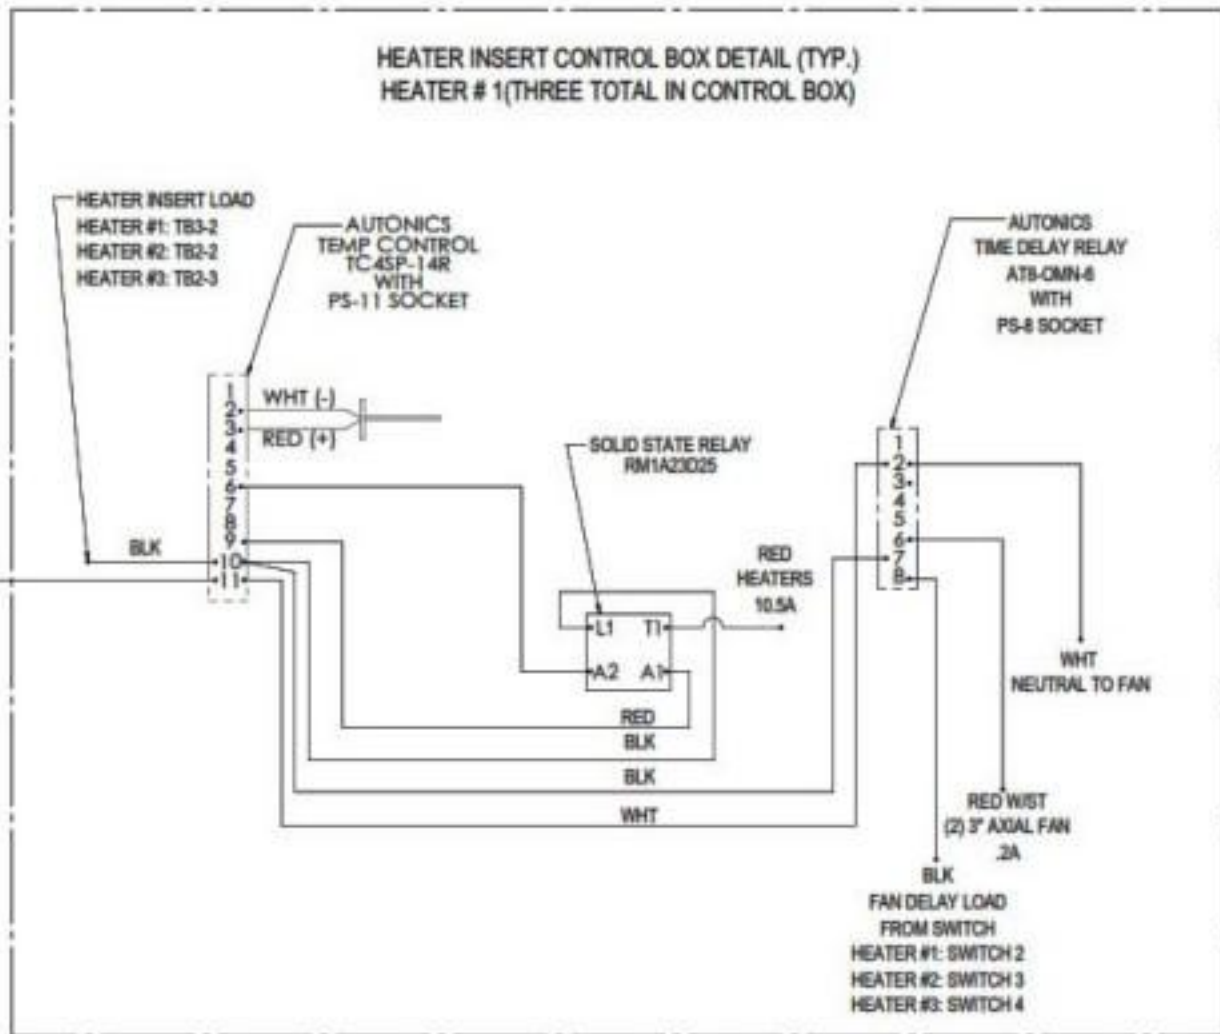 HEATER INSERT CONTROL BOX DETAIL (TYP.)
HEATER # 1(THREE TOTAL IN CONTROL BOX)
HEATER INSERT LOAD
HEATER #1: TB3-2
HEATER #2: TB2-2
HEATER #3: TB2-3
AUTONICS
TEMP CONTROL
TC4SP-14R
WITH
PS-11 SOCKET
AUTONICS
TIME DELAY RELAY
AT8-OMN-6
WITH
PS-8 SOCKET
1
2
3
4
5
6
7
8
9
10
11
WHT (-)
RED (+)
BLK
SOLID STATE RELAY
RM1A23D25
L1 T1
A2 A1
RED
HEATERS
10.5A
1
2
3
4
5
6
7
8
RED
BLK
BLK
WHT
WHT
NEUTRAL TO FAN
RED W/ST
(2) 3" AXIAL FAN
.2A
BLK
FAN DELAY LOAD
FROM SWITCH
HEATER #1: SWITCH 2
HEATER #2: SWITCH 3
HEATER #3: SWITCH 4